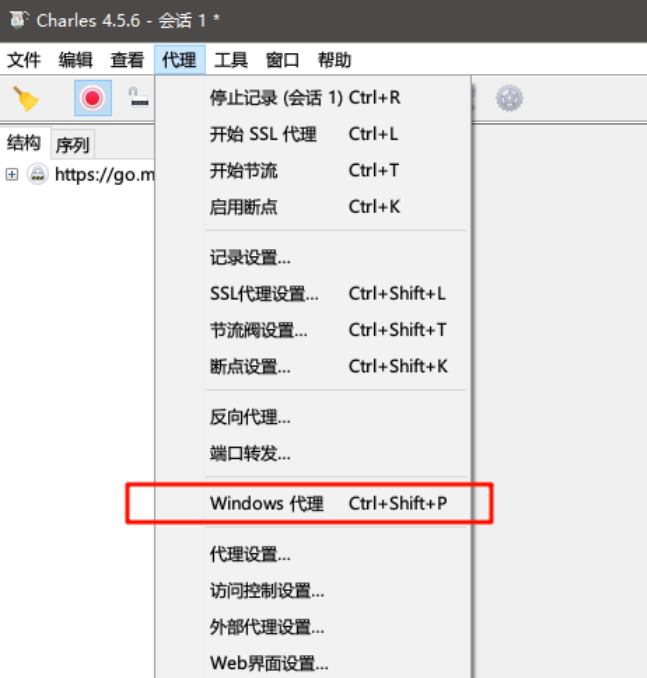 Charles 4.5.6 - 会话 1 *
文件 编辑 查看 代理 工具 窗口 帮助
停止记录 (会话 1) Ctrl+R
开始 SSL 代理 Ctrl+L
结构 序列
开始节流 Ctrl+T
https://go.m
启用断点 Ctrl+K
记录设置...
SSL代理设置... Ctrl+Shift+L
节流阀设置... Ctrl+Shift+T
断点设置... Ctrl+Shift+K
反向代理...
端口转发...
Windows 代理 Ctrl+Shift+P
代理设置...
访问控制设置...
外部代理设置...
Web界面设置...